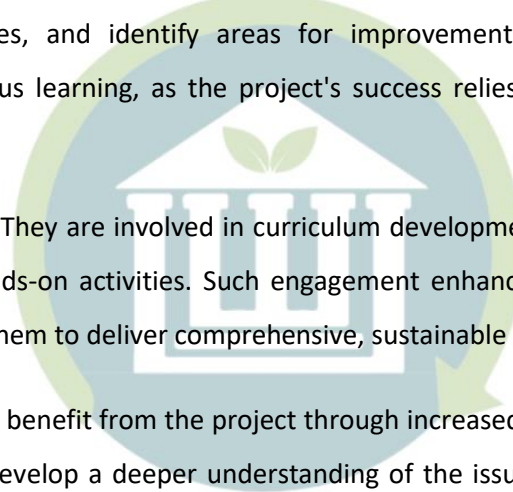 es, and identify areas for improvement
us learning, as the project's success relies
They are involved in curriculum developme
ds-on activities. Such engagement enhanc
hem to deliver comprehensive, sustainable
benefit from the project through increased
evelop a deeper understanding of the issu